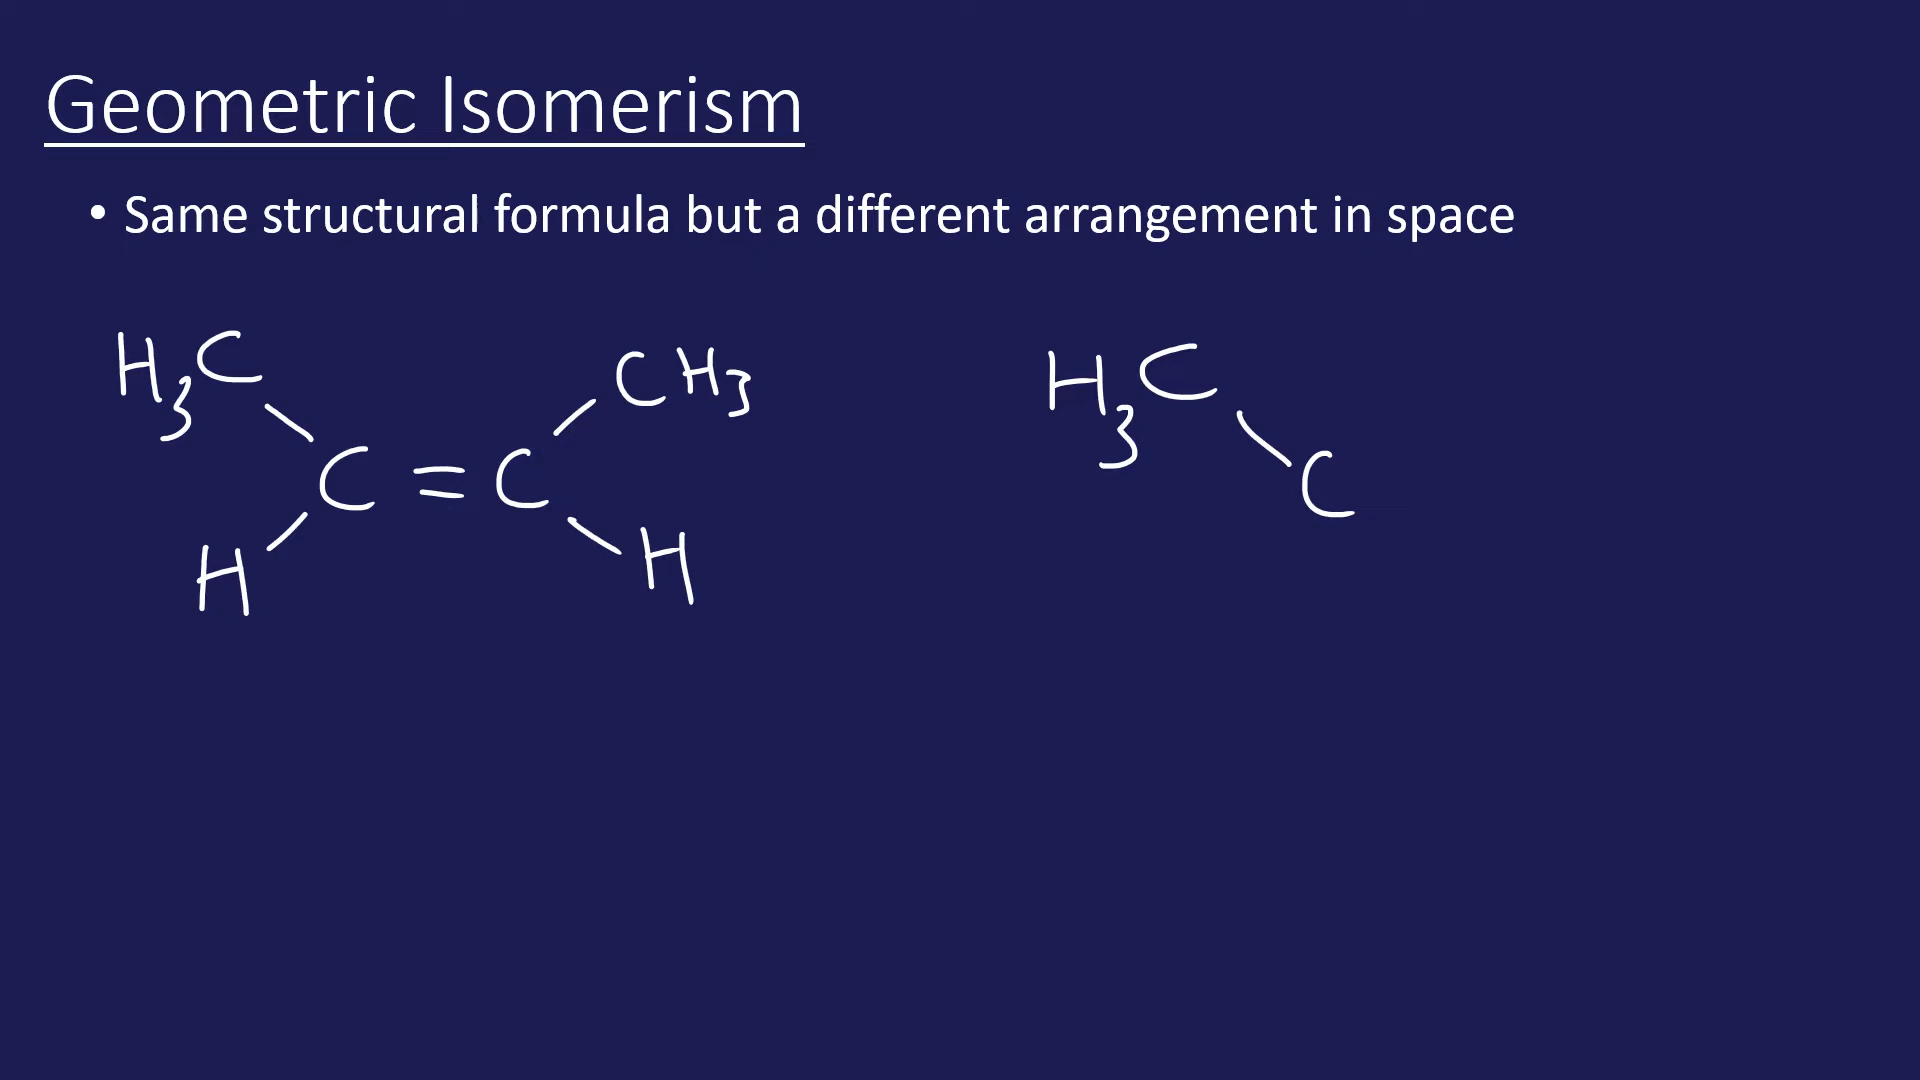 Geometric Isomerism
• Same structural formula but a different arrangement in space
H3C CH3 H3C
C = C C
H H